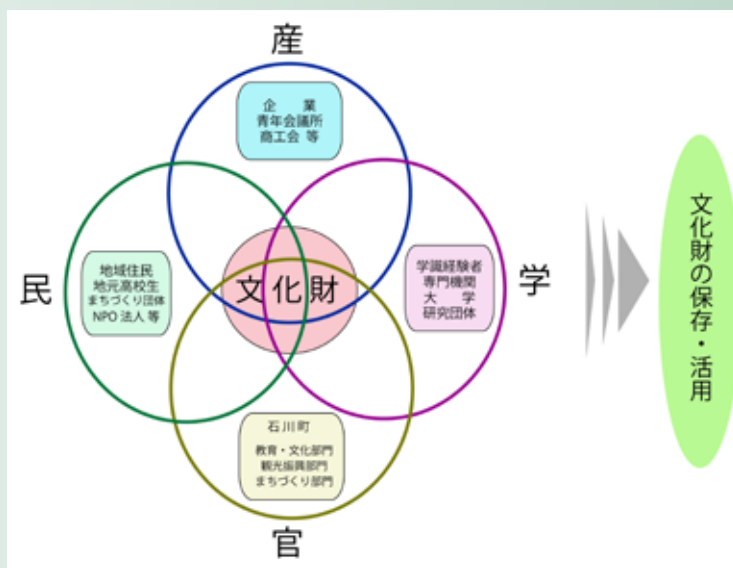 産
企 業
青年会議所
商工会 等
民
地域住民
地元高校生
まちづくり団体
NPO 法人 等
文化財
学識経験者
専門機関
大 学
研究団体
学
石川町
教育・文化部門
観光振興部門
まちづくり部門
官
文化財の保存・活用